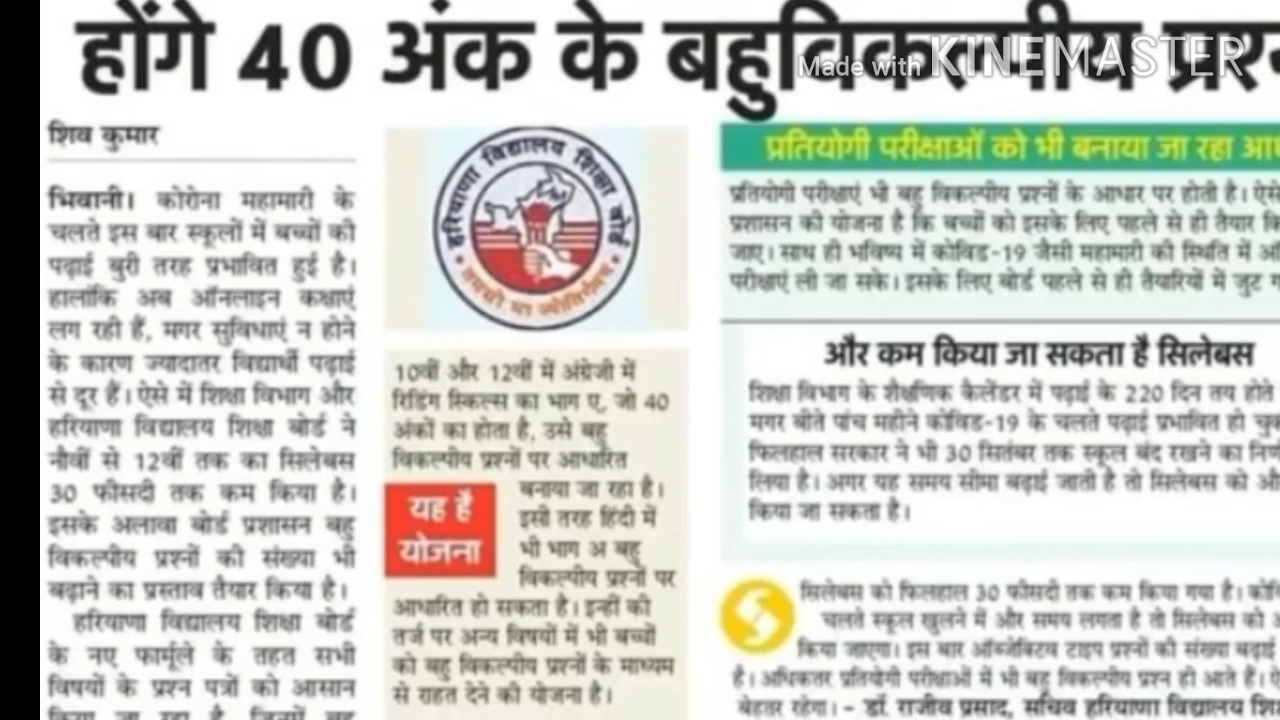 होंगे 40 अंक के बहुविकल्पीय प्रश्न
Made with KINEMASTER
शिव कुमार
भिवानी। कोरोना महामारी के
चलते इस बार स्कूलों में बच्चों की
पढ़ाई बुरी तरह प्रभावित हुई है।
हालांकि अब ऑनलाइन कक्षाएं
लग रही हैं, मगर सुविधाएं न होने
के कारण ज्यादातर विद्यार्थी पढ़ाई
से दूर हैं। ऐसे में शिक्षा विभाग और
हरियाणा विद्यालय शिक्षा बोर्ड ने
नौवीं से 12वीं तक का सिलेबस
30 फीसदी तक कम किया है।
इसके अलावा बोर्ड प्रशासन बहु
विकल्पीय प्रश्नों की संख्या भी
बढ़ाने का प्रस्ताव तैयार किया है।
हरियाणा विद्यालय शिक्षा बोर्ड
के नए फार्मूले के तहत सभी
विषयों के प्रश्न पत्रों को आसान
किया जा रहा है, जिनमें बहु
हरियाणा विद्यालय शिक्षा बोर्ड
तमसो मा ज्योतिर्गमय
10वीं और 12वीं में अंग्रेजी में
रिडिंग स्किल्स का भाग ए, जो 40
अंकों का होता है, उसे बहु
विकल्पीय प्रश्नों पर आधारित
बनाया जा रहा है।
इसी तरह हिंदी में
भी भाग अ बहु
विकल्पीय प्रश्नों पर
यह है
योजना
आधारित हो सकता है। इन्हीं की
तर्ज पर अन्य विषयों में भी बच्चों
को बहु विकल्पीय प्रश्नों के माध्यम
से राहत देने की योजना है।
प्रतियोगी परीक्षाओं को भी बनाया जा रहा
प्रतियोगी परीक्षाएं भी बहु विकल्पीय प्रश्नों के आधार पर होती है। ऐसे
प्रशासन की योजना है कि बच्चों को इसके लिए पहले से ही तैयार
जाए। साथ ही भविष्य में कोविड-19 जैसी महामारी की स्थिति में
परीक्षाएं ली जा सके। इसके लिए बोर्ड पहले से ही तैयारियों में जुट
और कम किया जा सकता है सिलेबस
शिक्षा विभाग के शैक्षणिक कैलेंडर में पढ़ाई के 220 दिन तय होते
मगर बीते पांच महीने कोविड-19 के चलते पढ़ाई प्रभावित हो
फिलहाल सरकार ने भी 30 सितंबर तक स्कूल बंद रखने का
लिया है। अगर यह समय सीमा बढ़ाई जाती है तो सिलेबस को
किया जा सकता है।
सिलेबस को फिलहाल 30 फीसदी तक कम किया गया है।
चलते स्कूल खुलने में और समय लगता है तो सिलेबस को
किया जाएगा। इस बार ऑब्जेक्टिव टाइप प्रश्नों की संख्या बढ़ाई
है। अधिकतर प्रतियोगी परीक्षाओं में भी बहु विकल्पीय प्रश्न ही आते हैं।
बेहतर रहेगा। - डॉ. राजीव प्रसाद, सचिव हरियाणा विद्यालय